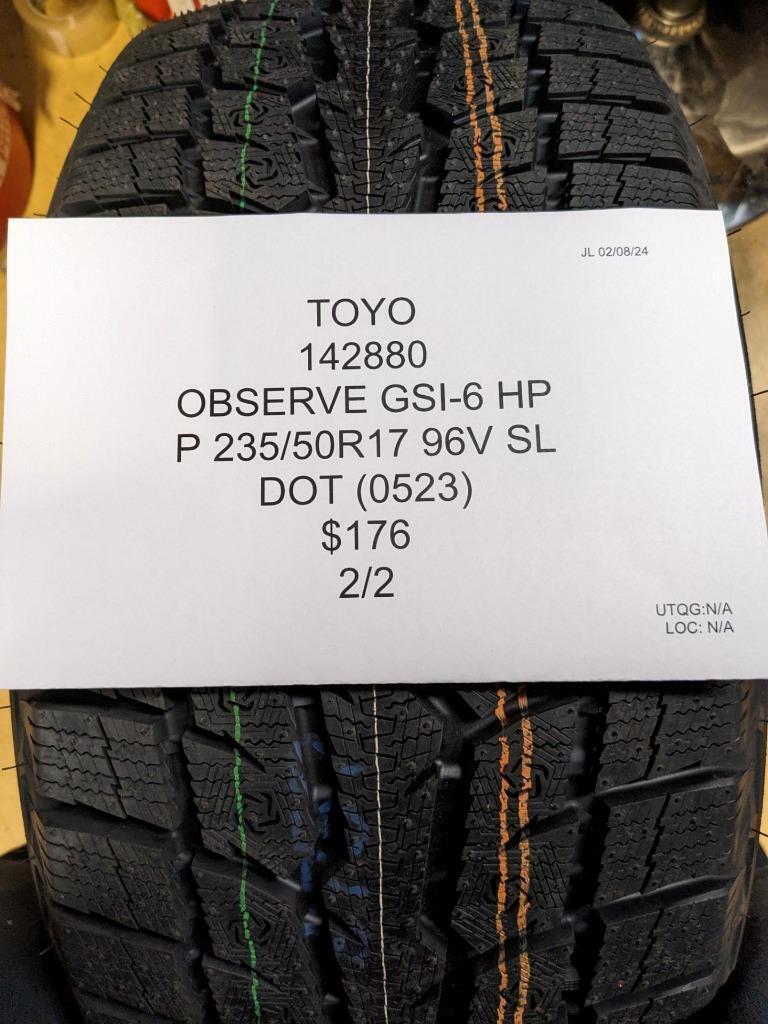 JL 02/08/24
TOYO
142880
OBSERVE GSI-6 HP
P 235/50R17 96V SL
DOT (0523)
$176
2/2
UTQG:N/A
LOC: N/A